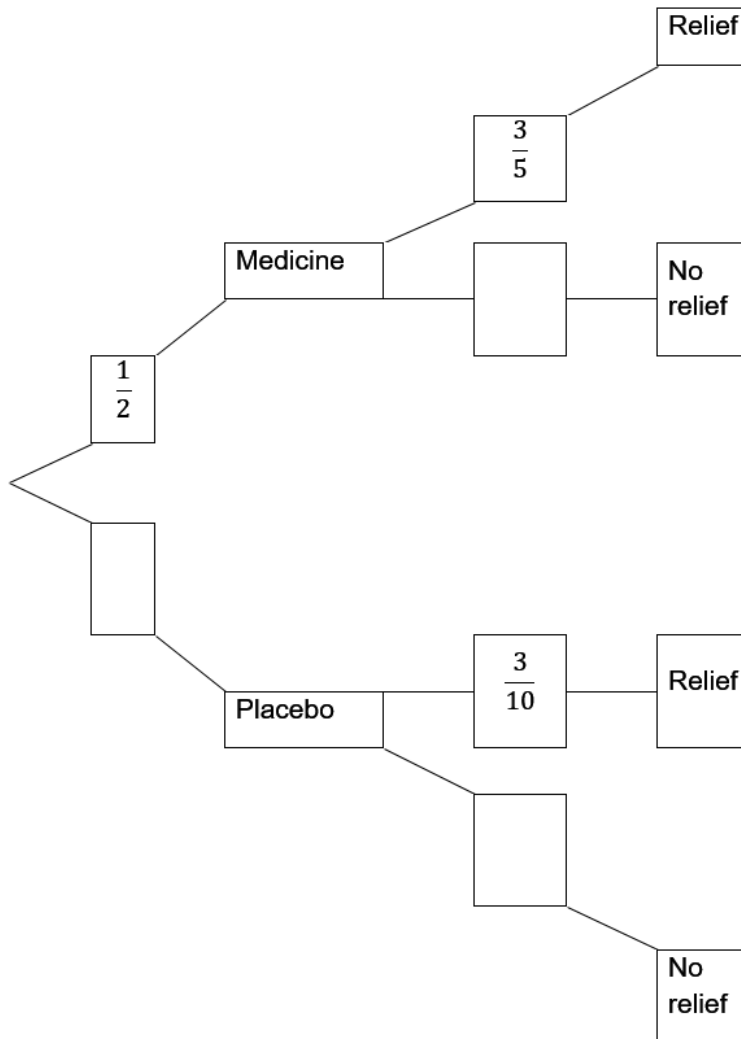 Relief
3/5
Medicine
No
relief
1/2
3/10
Relief
Placebo
No
relief